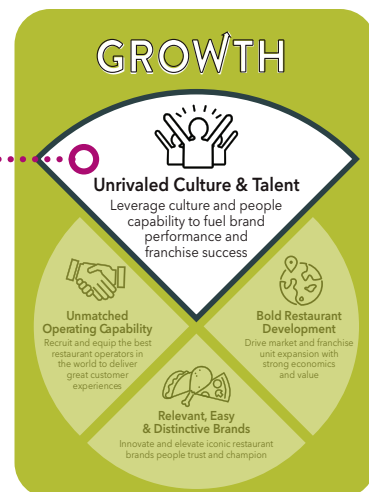 GROWTH
Unrivaled Culture & Talent
Leverage culture and people
capability to fuel brand
performance and
franchise success
Unmatched
Operating Capability
Recruit and equip the best
restaurant operators in
the world to deliver
great customer
experiences
Bold Restaurant
Development
Drive market and franchise
unit expansion with
strong economics
and value
Relevant, Easy
& Distinctive Brands
Innovate and elevate iconic restaurant
brands people trust and champion